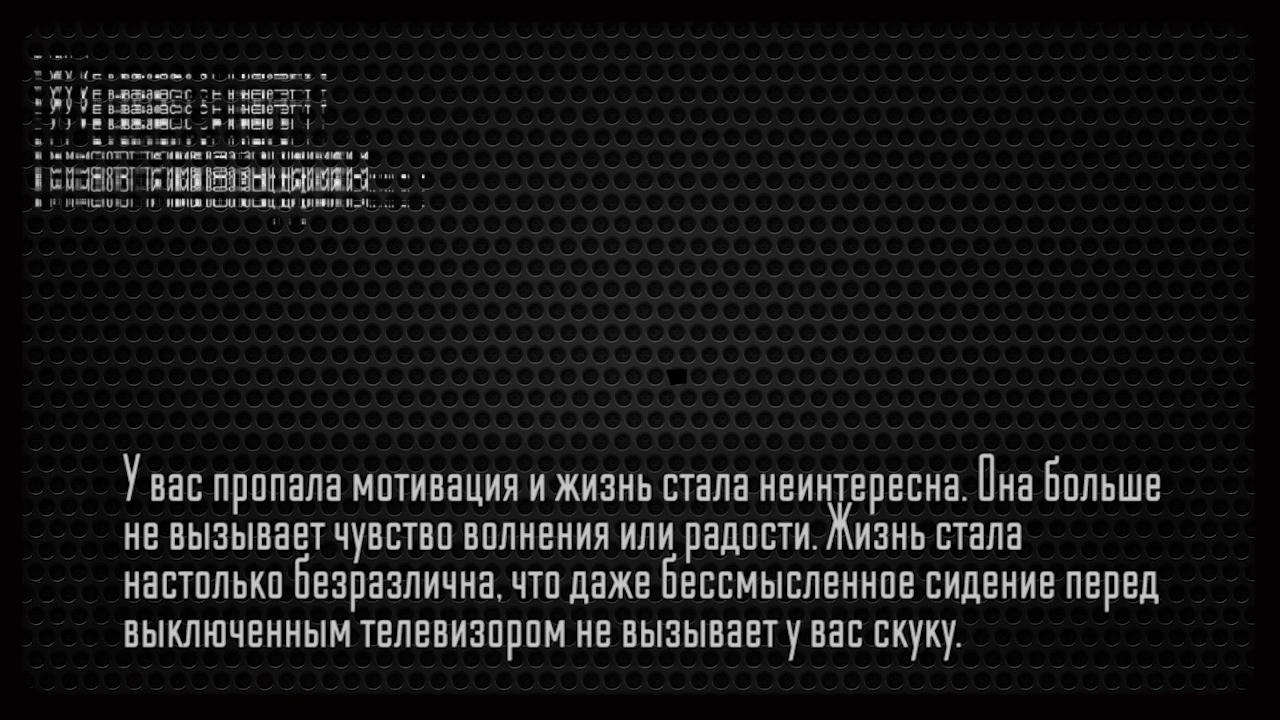 У вас пропала мотивация и жизнь стала неинтересна. Она больше
не вызывает чувство волнения или радости. Жизнь стала
настолько безразлична, что даже бессмысленное сидение перед
выключенным телевизором не вызывает у вас скуку.